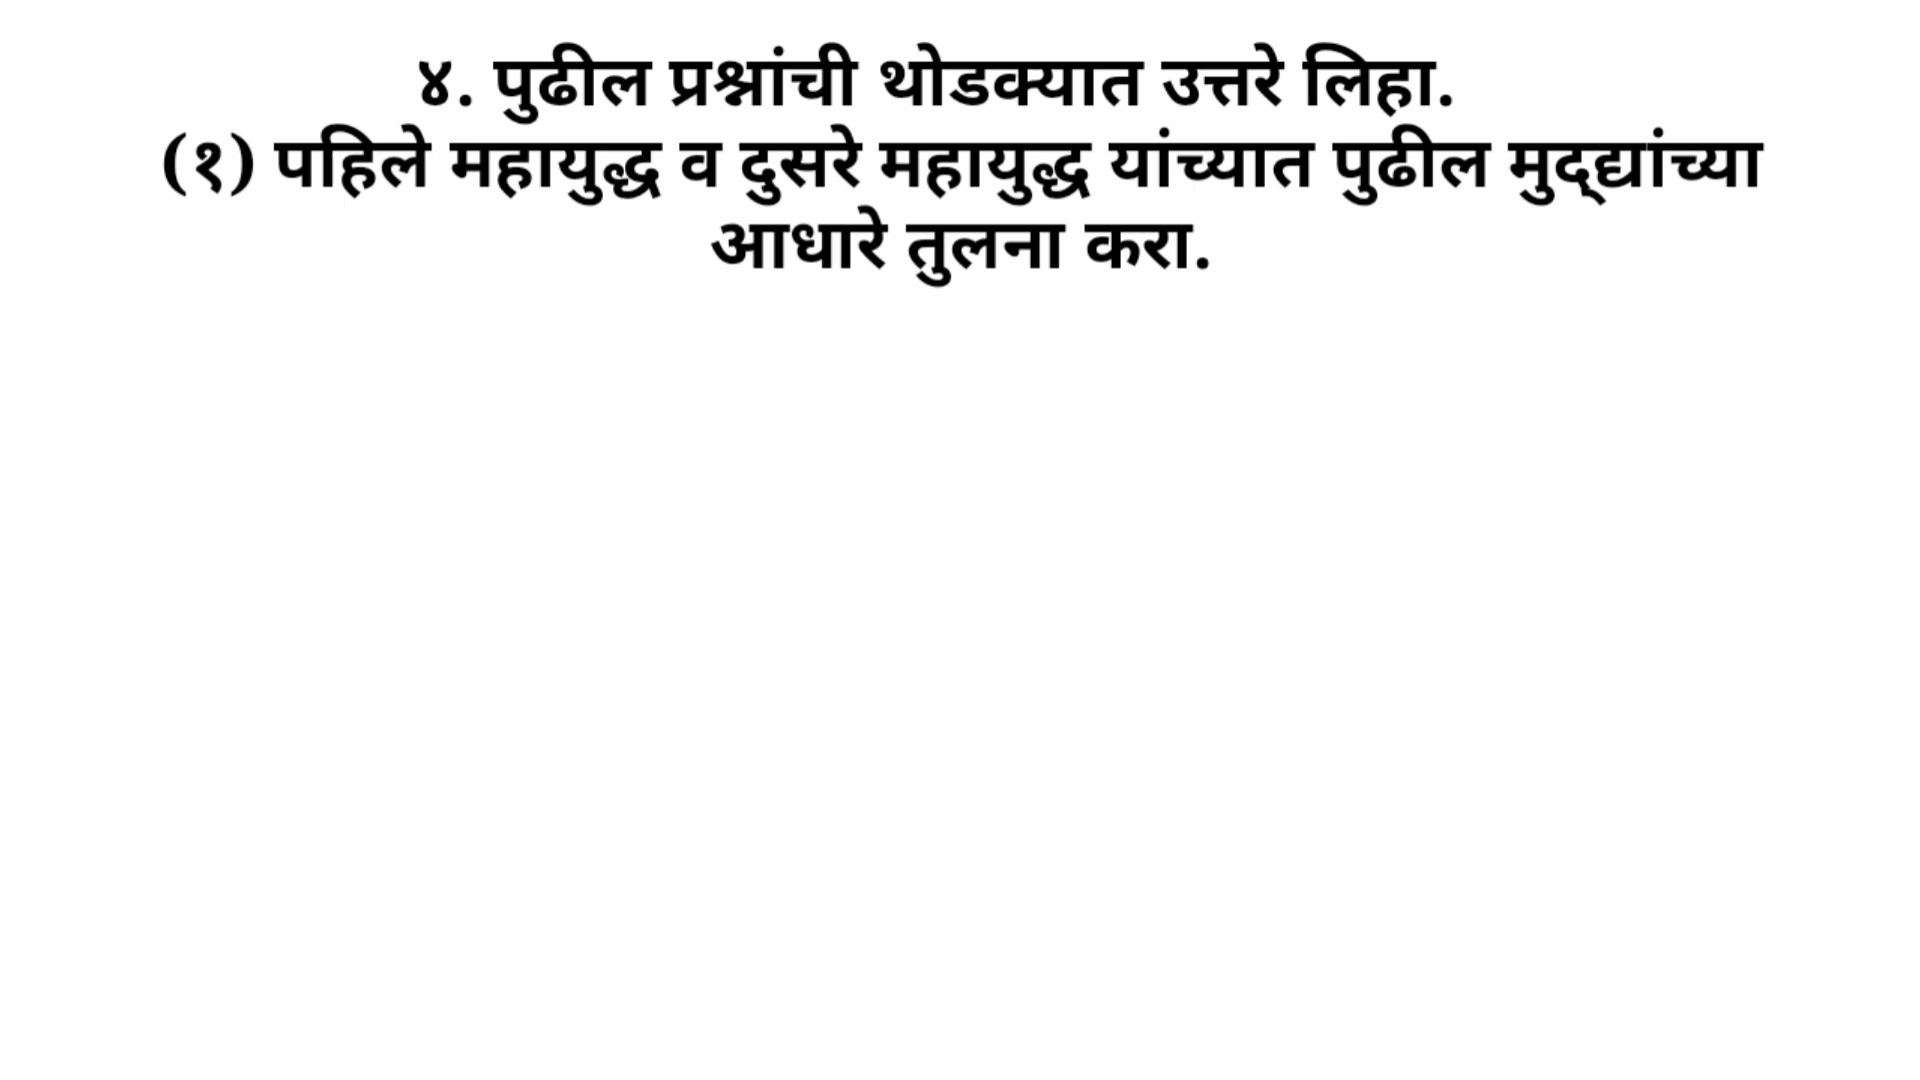 ४. पुढील प्रश्नांची थोडक्यात उत्तरे लिहा.
(१) पहिले महायुद्ध व दुसरे महायुद्ध यांच्यात पुढील मुद्द्यांच्या
आधारे तुलना करा.